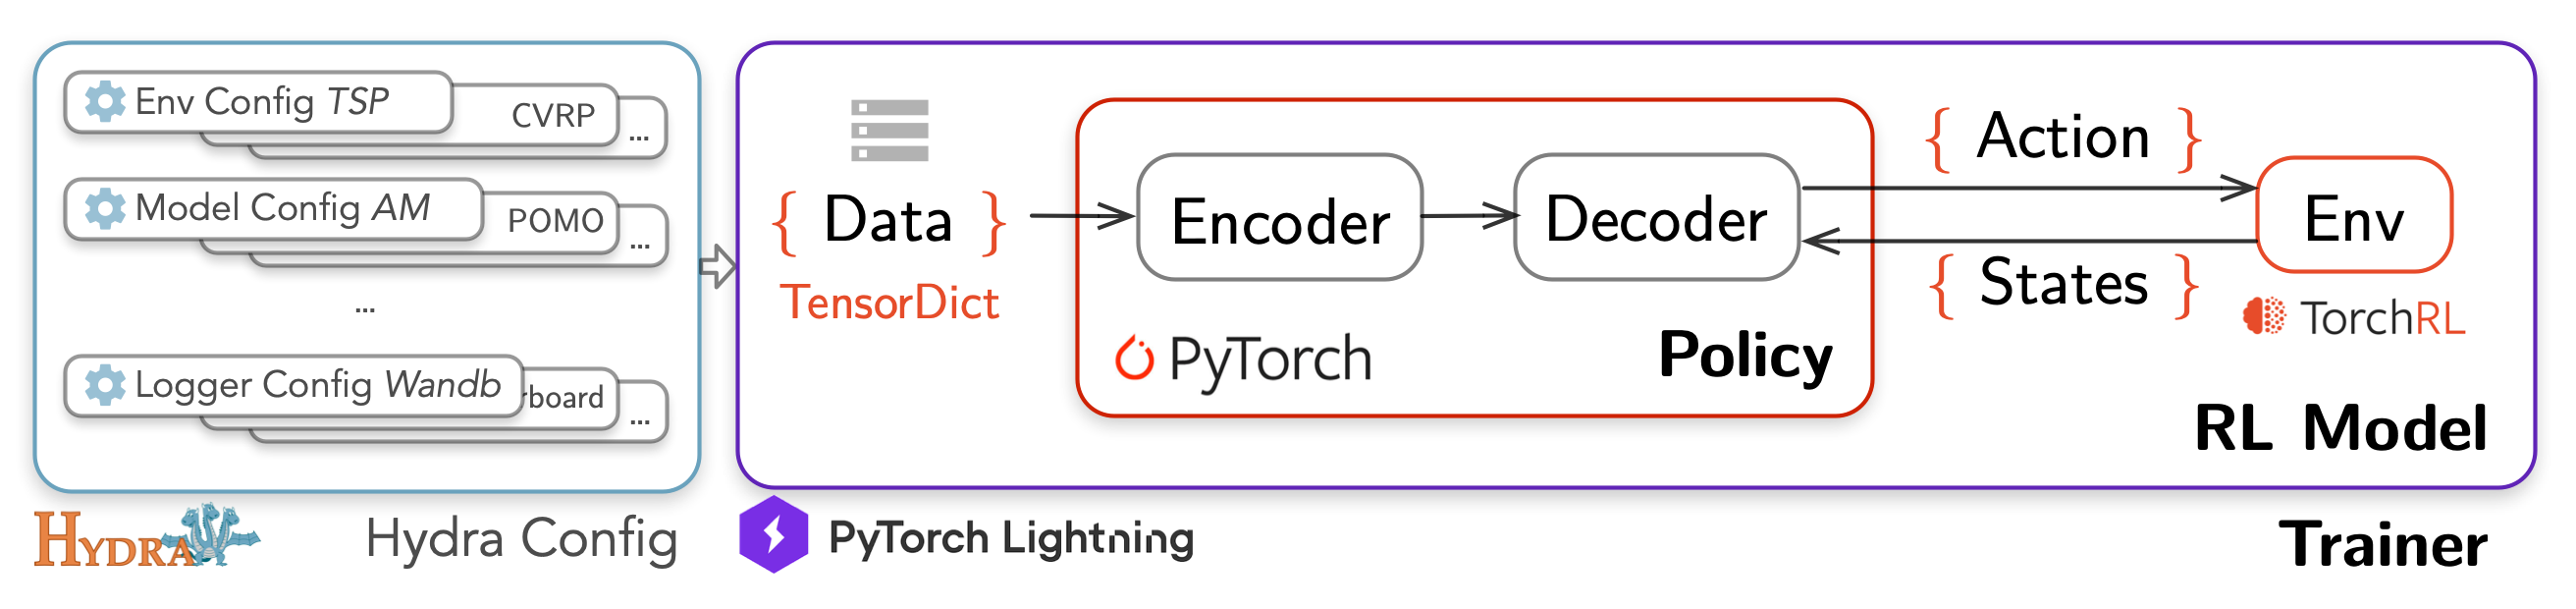 Env Config TSP
CVRP
...
Model Config AM
POMO
...
...
Logger Config Wandb
board
...
HYDRA
Hydra Config
{ Data }
TensorDict
Encoder
Decoder
PyTorch
Policy
{ Action }
{ States }
Env
TorchRL
RL Model
PyTorch Lightning
Trainer